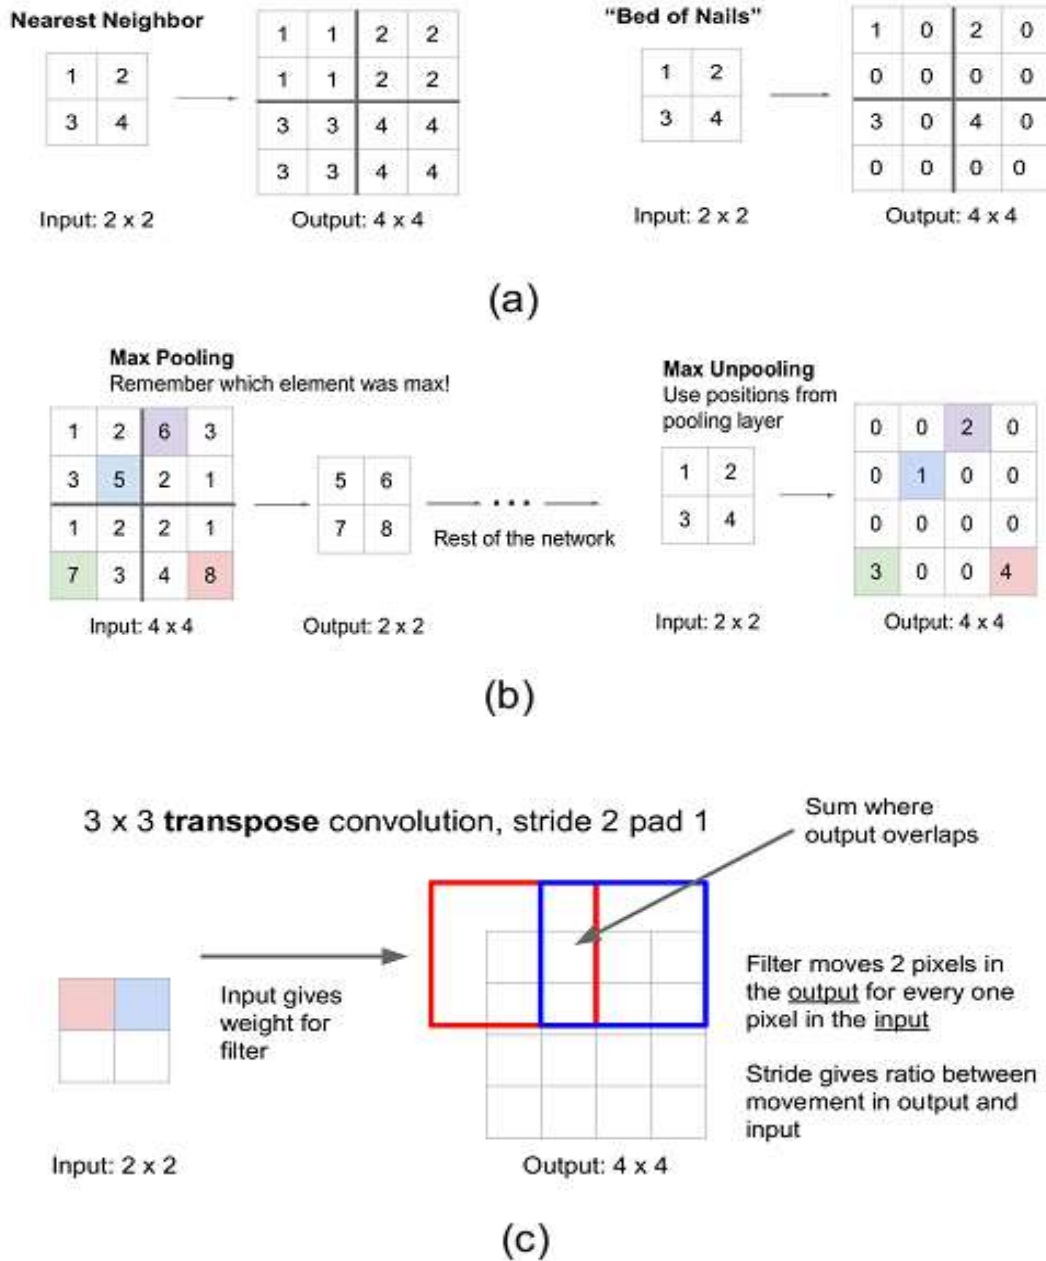 Nearest Neighbor
1 2
3 4
Input: 2 x 2
1 1 2 2
1 1 2 2
3 3 4 4
3 3 4 4
Output: 4 x 4
“Bed of Nails”
1 2
3 4
Input: 2 x 2
1 0 2 0
0 0 0 0
3 0 4 0
0 0 0 0
Output: 4 x 4
(a)
Max Pooling
Remember which element was max!
1 2 6 3
3 5 2 1
1 2 2 1
7 3 4 8
Input: 4 x 4
5 6
7 8
Output: 2 x 2
...
Rest of the network
Max Unpooling
Use positions from
pooling layer
1 2
3 4
Input: 2 x 2
0 0 2 0
0 1 0 0
0 0 0 0
3 0 0 4
Output: 4 x 4
(b)
3 x 3 transpose convolution, stride 2 pad 1
Sum where
output overlaps
Input gives
weight for
filter
Filter moves 2 pixels in
the output for every one
pixel in the input
Stride gives ratio between
movement in output and
input
Input: 2 x 2
Output: 4 x 4
(c)